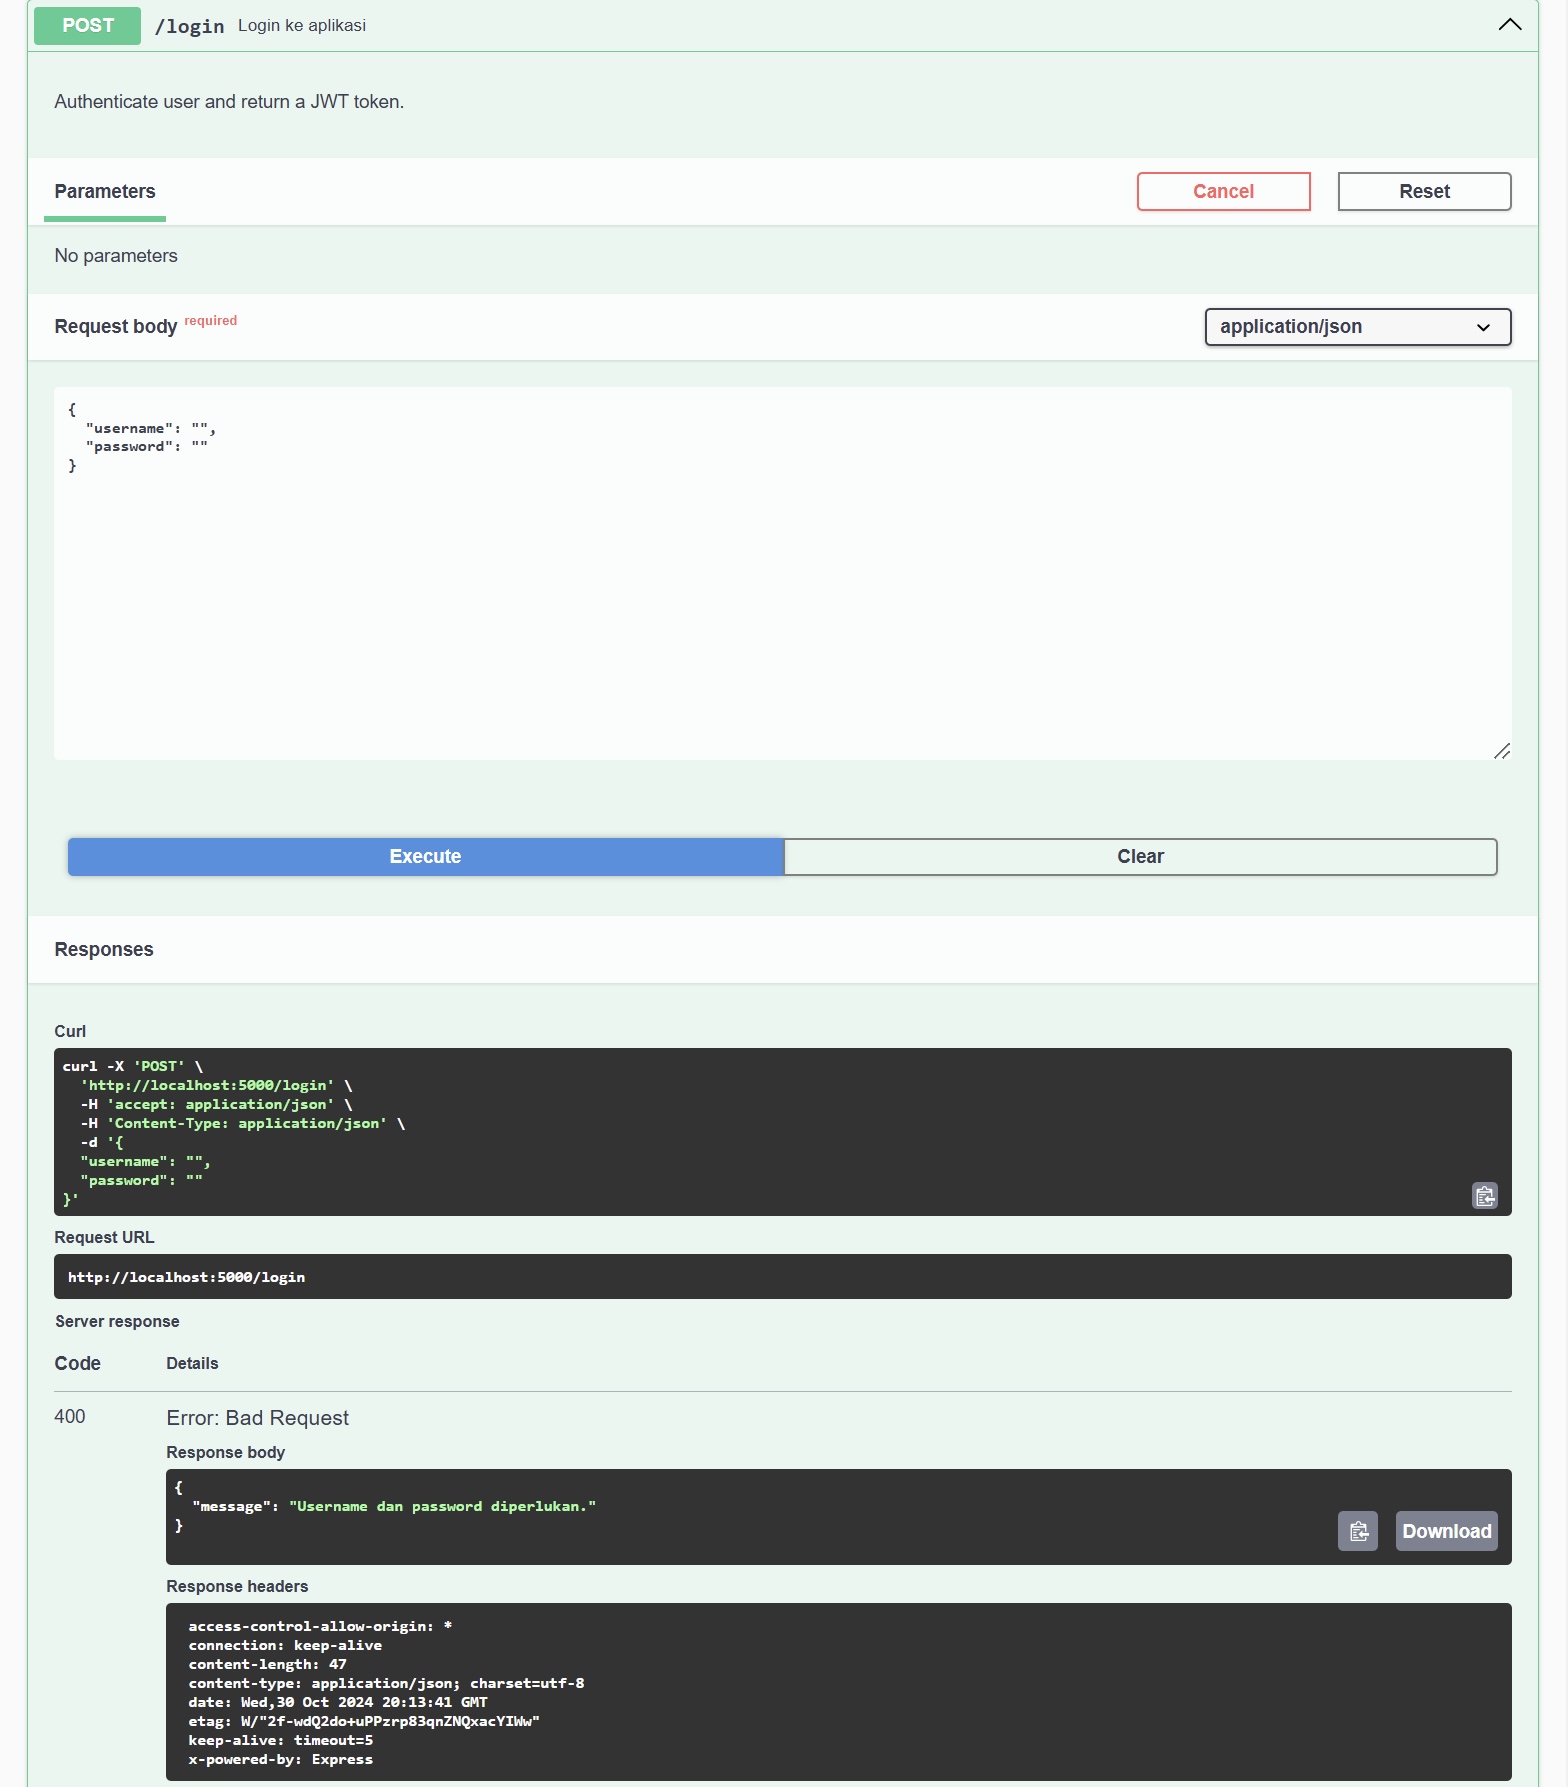 POST /login Login ke aplikasi
Authenticate user and return a JWT token.
Parameters Cancel Reset
No parameters
Request body required application/json
{
  "username": "",
  "password": ""
}
Execute Clear
Responses
Curl
curl -X 'POST' \
  'http://localhost:5000/login' \
  -H 'accept: application/json' \
  -H 'Content-Type: application/json' \
  -d '{
  "username": "",
  "password": ""
}'
Request URL
http://localhost:5000/login
Server response
Code Details
400 Error: Bad Request
Response body
{
  "message": "Username dan password diperlukan."
}
Download
Response headers
access-control-allow-origin: *
connection: keep-alive
content-length: 47
content-type: application/json; charset=utf-8
date: Wed,30 Oct 2024 20:13:41 GMT
etag: W/"2f-wdQ2do+uPPzrp83qnZNQxacYIWw"
keep-alive: timeout=5
x-powered-by: Express